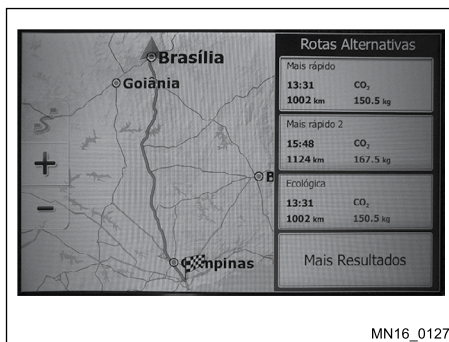 Rotas Alternativas
Brasília
Goiânia
B
mpinas
+
-
Mais rápido
13:31 CO₂
1002 km 150.5 kg
Mais rápido 2
15:48 CO₂
1124 km 167.5 kg
Ecológica
13:31 CO₂
1002 km 150.5 kg
Mais Resultados
MN16_0127